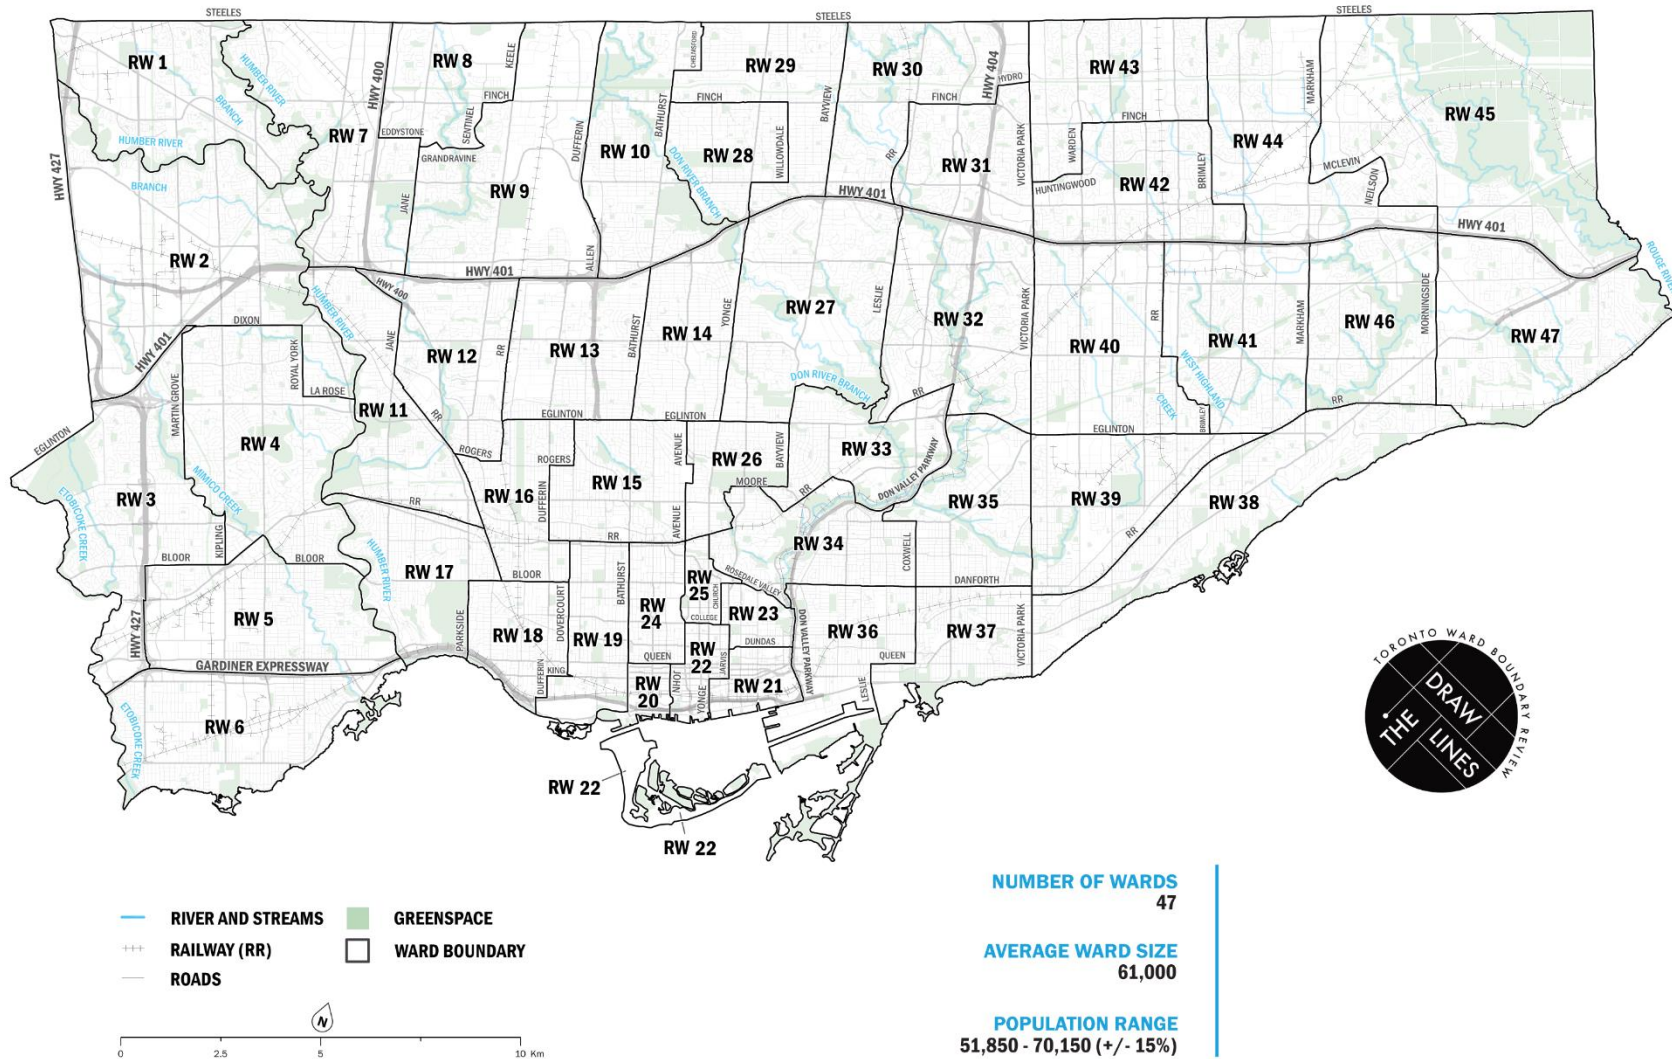 STEELES
STEELES
STEELES
RW 1
HUMBER RIVER
BRANCH
HUMBER RIVER
BRANCH
HWY 427
RW 7
HWY 400
EDDYSTONE
RW 8
KEELE
FINCH
SENTINEL
GRANDRAVINE
JANE
RW 9
DUFFERIN
ALLEN
RW 10
BATHURST
CHELMSFORD
DON RIVER BRANCH
RW 29
FINCH
RW 28
WILLOWDALE
BAYVIEW
RW 30
HWY 404
HYDRO
FINCH
RR
RW 31
VICTORIA PARK
RW 43
FINCH
WARDEN
HUNTINGWOOD
RW 42
BRIMLEY
RW 44
MARKHAM
MCLEVIN
NEILSON
RW 45
HWY 401
HWY 401
HWY 401
ROUGE RIVER
RW 2
HWY 401
DIXON
MARTIN GROVE
ROYAL YORK
LA ROSE
HUMBER RIVER
HWY 400
JANE
RW 11
RR
RW 12
RR
ROGERS
RW 13
BATHURST
RW 14
YONGE
RW 27
LESLIE
DON RIVER BRANCH
RW 32
RR
VICTORIA PARK
RW 40
RR
WEST HIGHLAND
CREEK
BRIMLEY
RW 41
MARKHAM
RW 46
MORNINGSIDE
RW 47
RR
EGLINTON
EGLINTON
EGLINTON
EGLINTON
RW 3
ETOBICOKE CREEK
RW 4
MIMICO CREEK
KIPLING
BLOOR
BLOOR
RR
RW 16
ROGERS
DUFFERIN
RW 15
AVENUE
AVENUE
RR
RW 26
BAYVIEW
MOORE
RR
RW 33
DON VALLEY PARKWAY
RW 35
RW 39
RR
RW 38
HUMBER RIVER
RW 17
BLOOR
PARKSIDE
RW 18
DOVERCOURT
RW 19
DUFFERIN
KING
BATHURST
RW
24
QUEEN
RW
25
CHURCH
ROSEDALE VALLEY
COLLEGE
RW 23
DUNDAS
RW
22
JARVIS
JOHN
YONGE
RW
20
RW 21
DON VALLEY PARKWAY
RW 34
COXWELL
DANFORTH
RW 36
QUEEN
LESLIE
RW 37
VICTORIA PARK
HWY 427
RW 5
GARDINER EXPRESSWAY
RW 6
ETOBICOKE CREEK
RW 22
RW 22
TORONTO WARD BOUNDARY REVIEW
DRAW
THE
LINES
RIVER AND STREAMS
GREENSPACE
RAILWAY (RR)
WARD BOUNDARY
ROADS
N
0 2.5 5 10 Km
NUMBER OF WARDS
47
AVERAGE WARD SIZE
61,000
POPULATION RANGE
51,850 - 70,150 (+/- 15%)